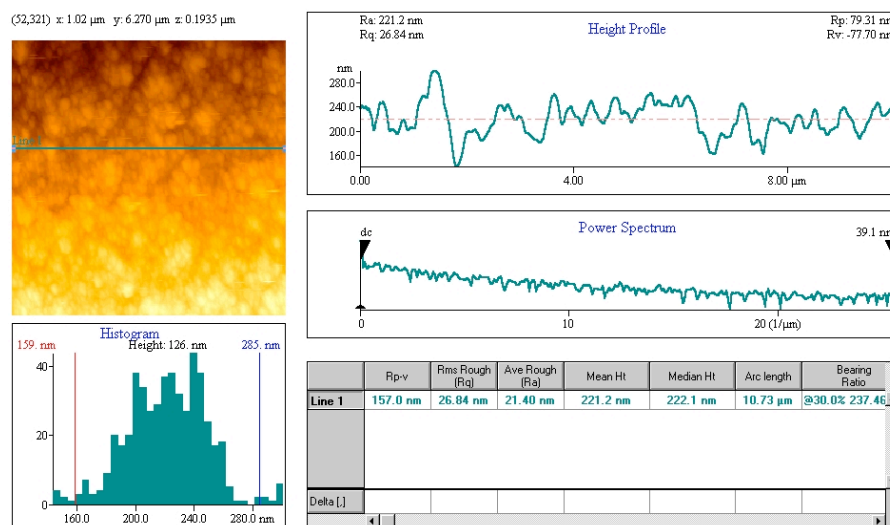 (52,321) x: 1.02 µm y: 6.270 µm z: 0.1935 µm
Line 1
Ra: 221.2 nm
Rq: 26.84 nm
Height Profile
Rp: 79.31 nm
Rv: -77.70 nm
nm
280.0
240.0
200.0
160.0
0.00 4.00 8.00 µm
dc
Power Spectrum
39.1 nm
0 10 20 (1/µm)
Histogram
159. nm Height: 126. nm 285. nm
40
20
0
160.0 200.0 240.0 280.0 nm
Rp-v Rms Rough (Rq) Ave Rough (Ra) Mean Ht Median Ht Arc length Bearing Ratio
Line 1 157.0 nm 26.84 nm 21.40 nm 221.2 nm 222.1 nm 10.73 µm @30.0% 237.46
Delta [,]